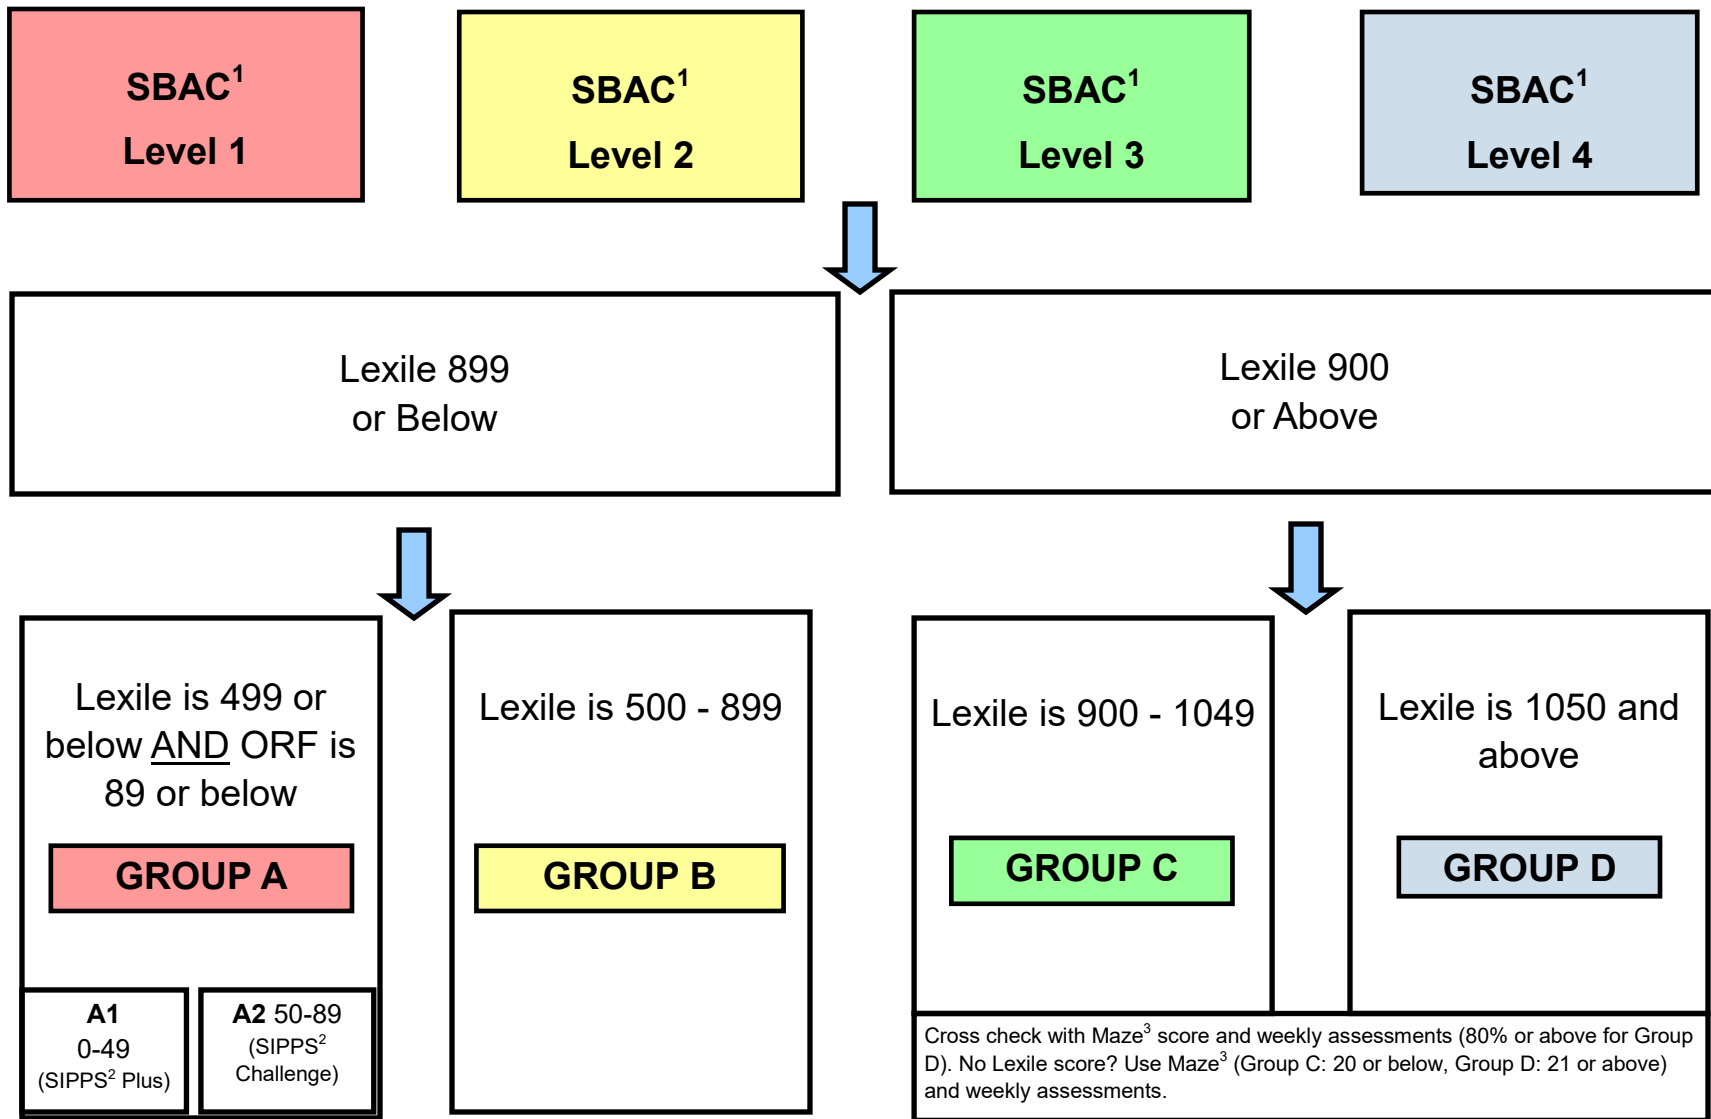 SBAC¹
Level 1
SBAC¹
Level 2
SBAC¹
Level 3
SBAC¹
Level 4
Lexile 899
or Below
Lexile 900
or Above
Lexile is 499 or
below AND ORF is
89 or below
GROUP A
A1
0-49
(SIPPS² Plus)
A2 50-89
(SIPPS²
Challenge)
Lexile is 500 - 899
GROUP B
Lexile is 900 - 1049
GROUP C
Lexile is 1050 and
above
GROUP D
Cross check with Maze³ score and weekly assessments (80% or above for Group
D). No Lexile score? Use Maze³ (Group C: 20 or below, Group D: 21 or above)
and weekly assessments.